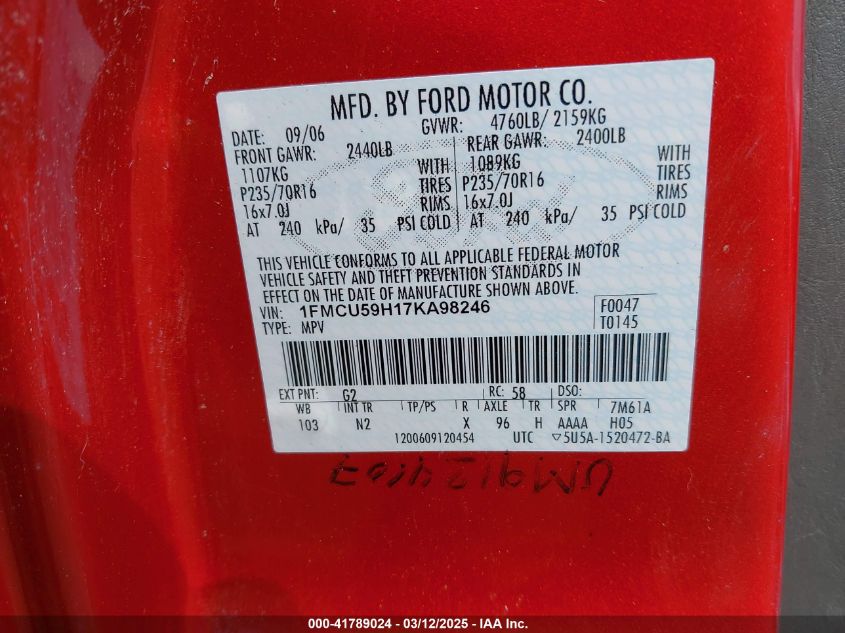 MFD. BY FORD MOTOR CO.
DATE: 09/06 GVWR: 4760LB/ 2159KG
FRONT GAWR: 2440LB REAR GAWR: 2400LB
1107KG WITH 1089KG WITH
P235/70R16 TIRES P235/70R16 TIRES
16x7.0J RIMS 16x7.0J RIMS
AT 240 kPa/ 35 PSI COLD AT 240 kPa/ 35 PSI COLD
THIS VEHICLE CONFORMS TO ALL APPLICABLE FEDERAL MOTOR
VEHICLE SAFETY AND THEFT PREVENTION STANDARDS IN
EFFECT ON THE DATE OF MANUFACTURE SHOWN ABOVE.
VIN: 1FMCU59H17KA98246 F0047
TYPE: MPV T0145
EXT PNT: G2 RC: 58 DSO:
WB INT TR TP/PS R AXLE TR SPR 7M61A
103 N2 X 96 H AAAA H05
1200609120454 UTC ▽5U5A-1520472-BA
000-41789024 - 03/12/2025 - IAA Inc.